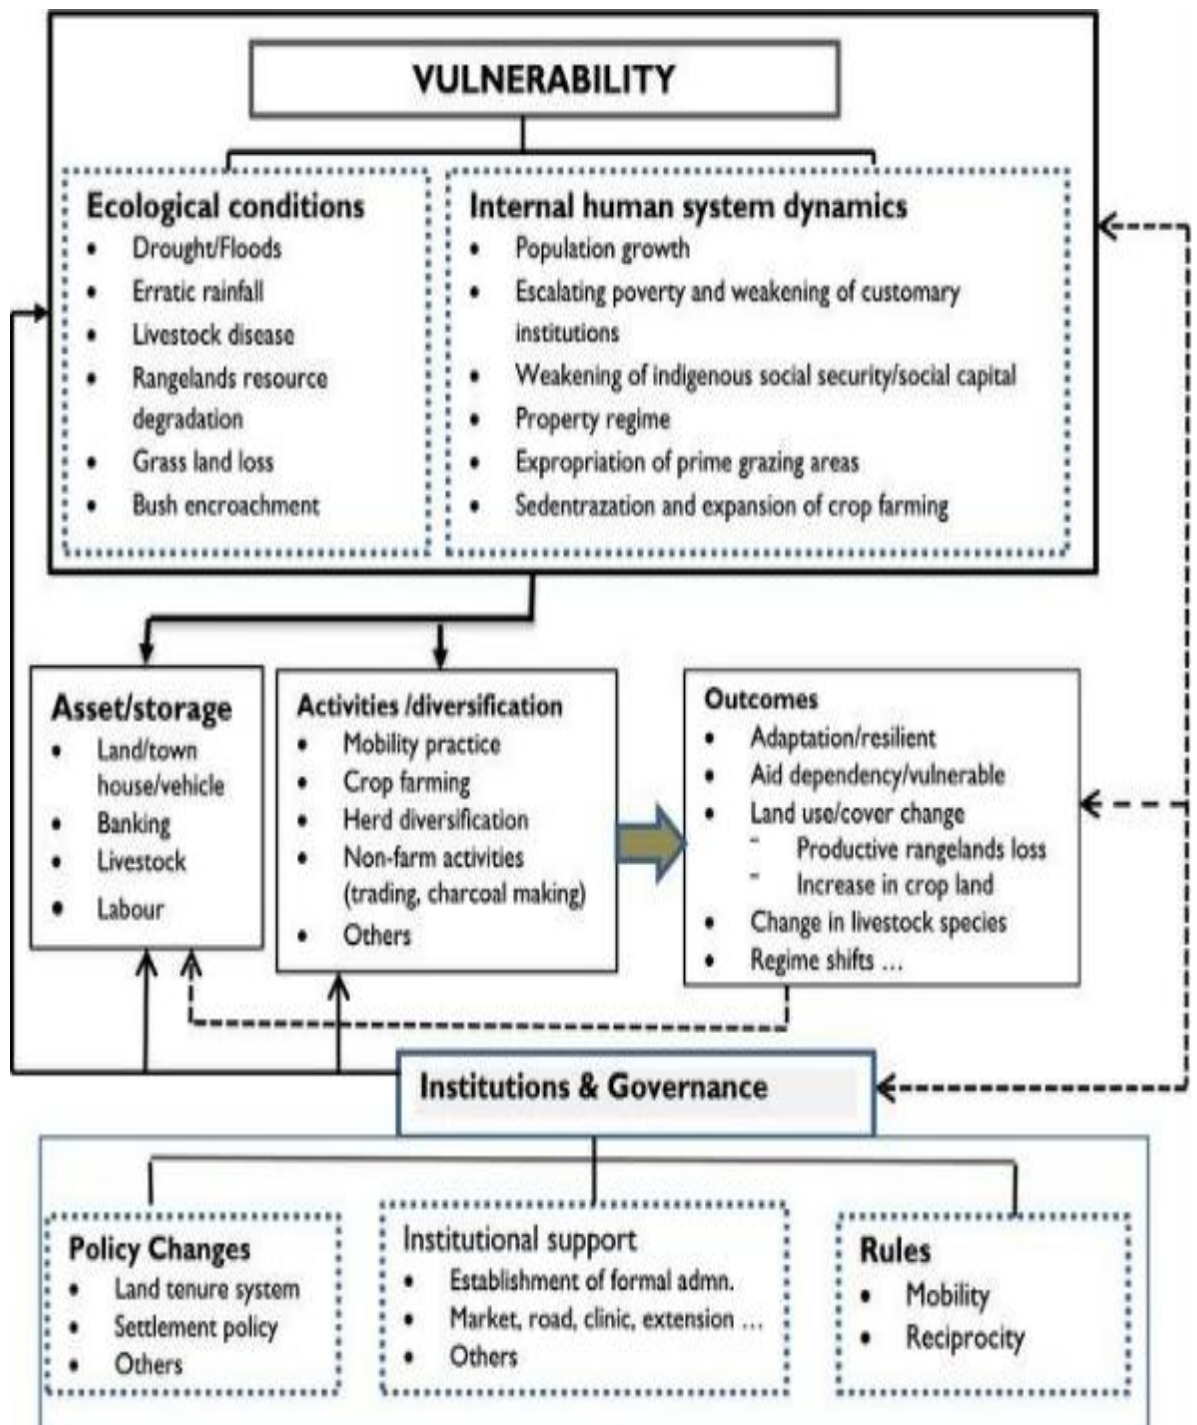 VULNERABILITY
Ecological conditions
• Drought/Floods
• Erratic rainfall
• Livestock disease
• Rangelands resource
degradation
• Grass land loss
• Bush encroachment
Internal human system dynamics
• Population growth
• Escalating poverty and weakening of customary
institutions
• Weakening of indigenous social security/social capital
• Property regime
• Expropriation of prime grazing areas
• Sedentrazation and expansion of crop farming
Asset/storage
• Land/town
house/vehicle
• Banking
• Livestock
• Labour
Activities /diversification
• Mobility practice
• Crop farming
• Herd diversification
• Non-farm activities
(trading, charcoal making)
• Others
Outcomes
• Adaptation/resilient
• Aid dependency/vulnerable
• Land use/cover change
- Productive rangelands loss
- Increase in crop land
• Change in livestock species
• Regime shifts ...
Institutions & Governance
Policy Changes
• Land tenure system
• Settlement policy
• Others
Institutional support
• Establishment of formal admn.
• Market, road, clinic, extension ...
• Others
Rules
• Mobility
• Reciprocity